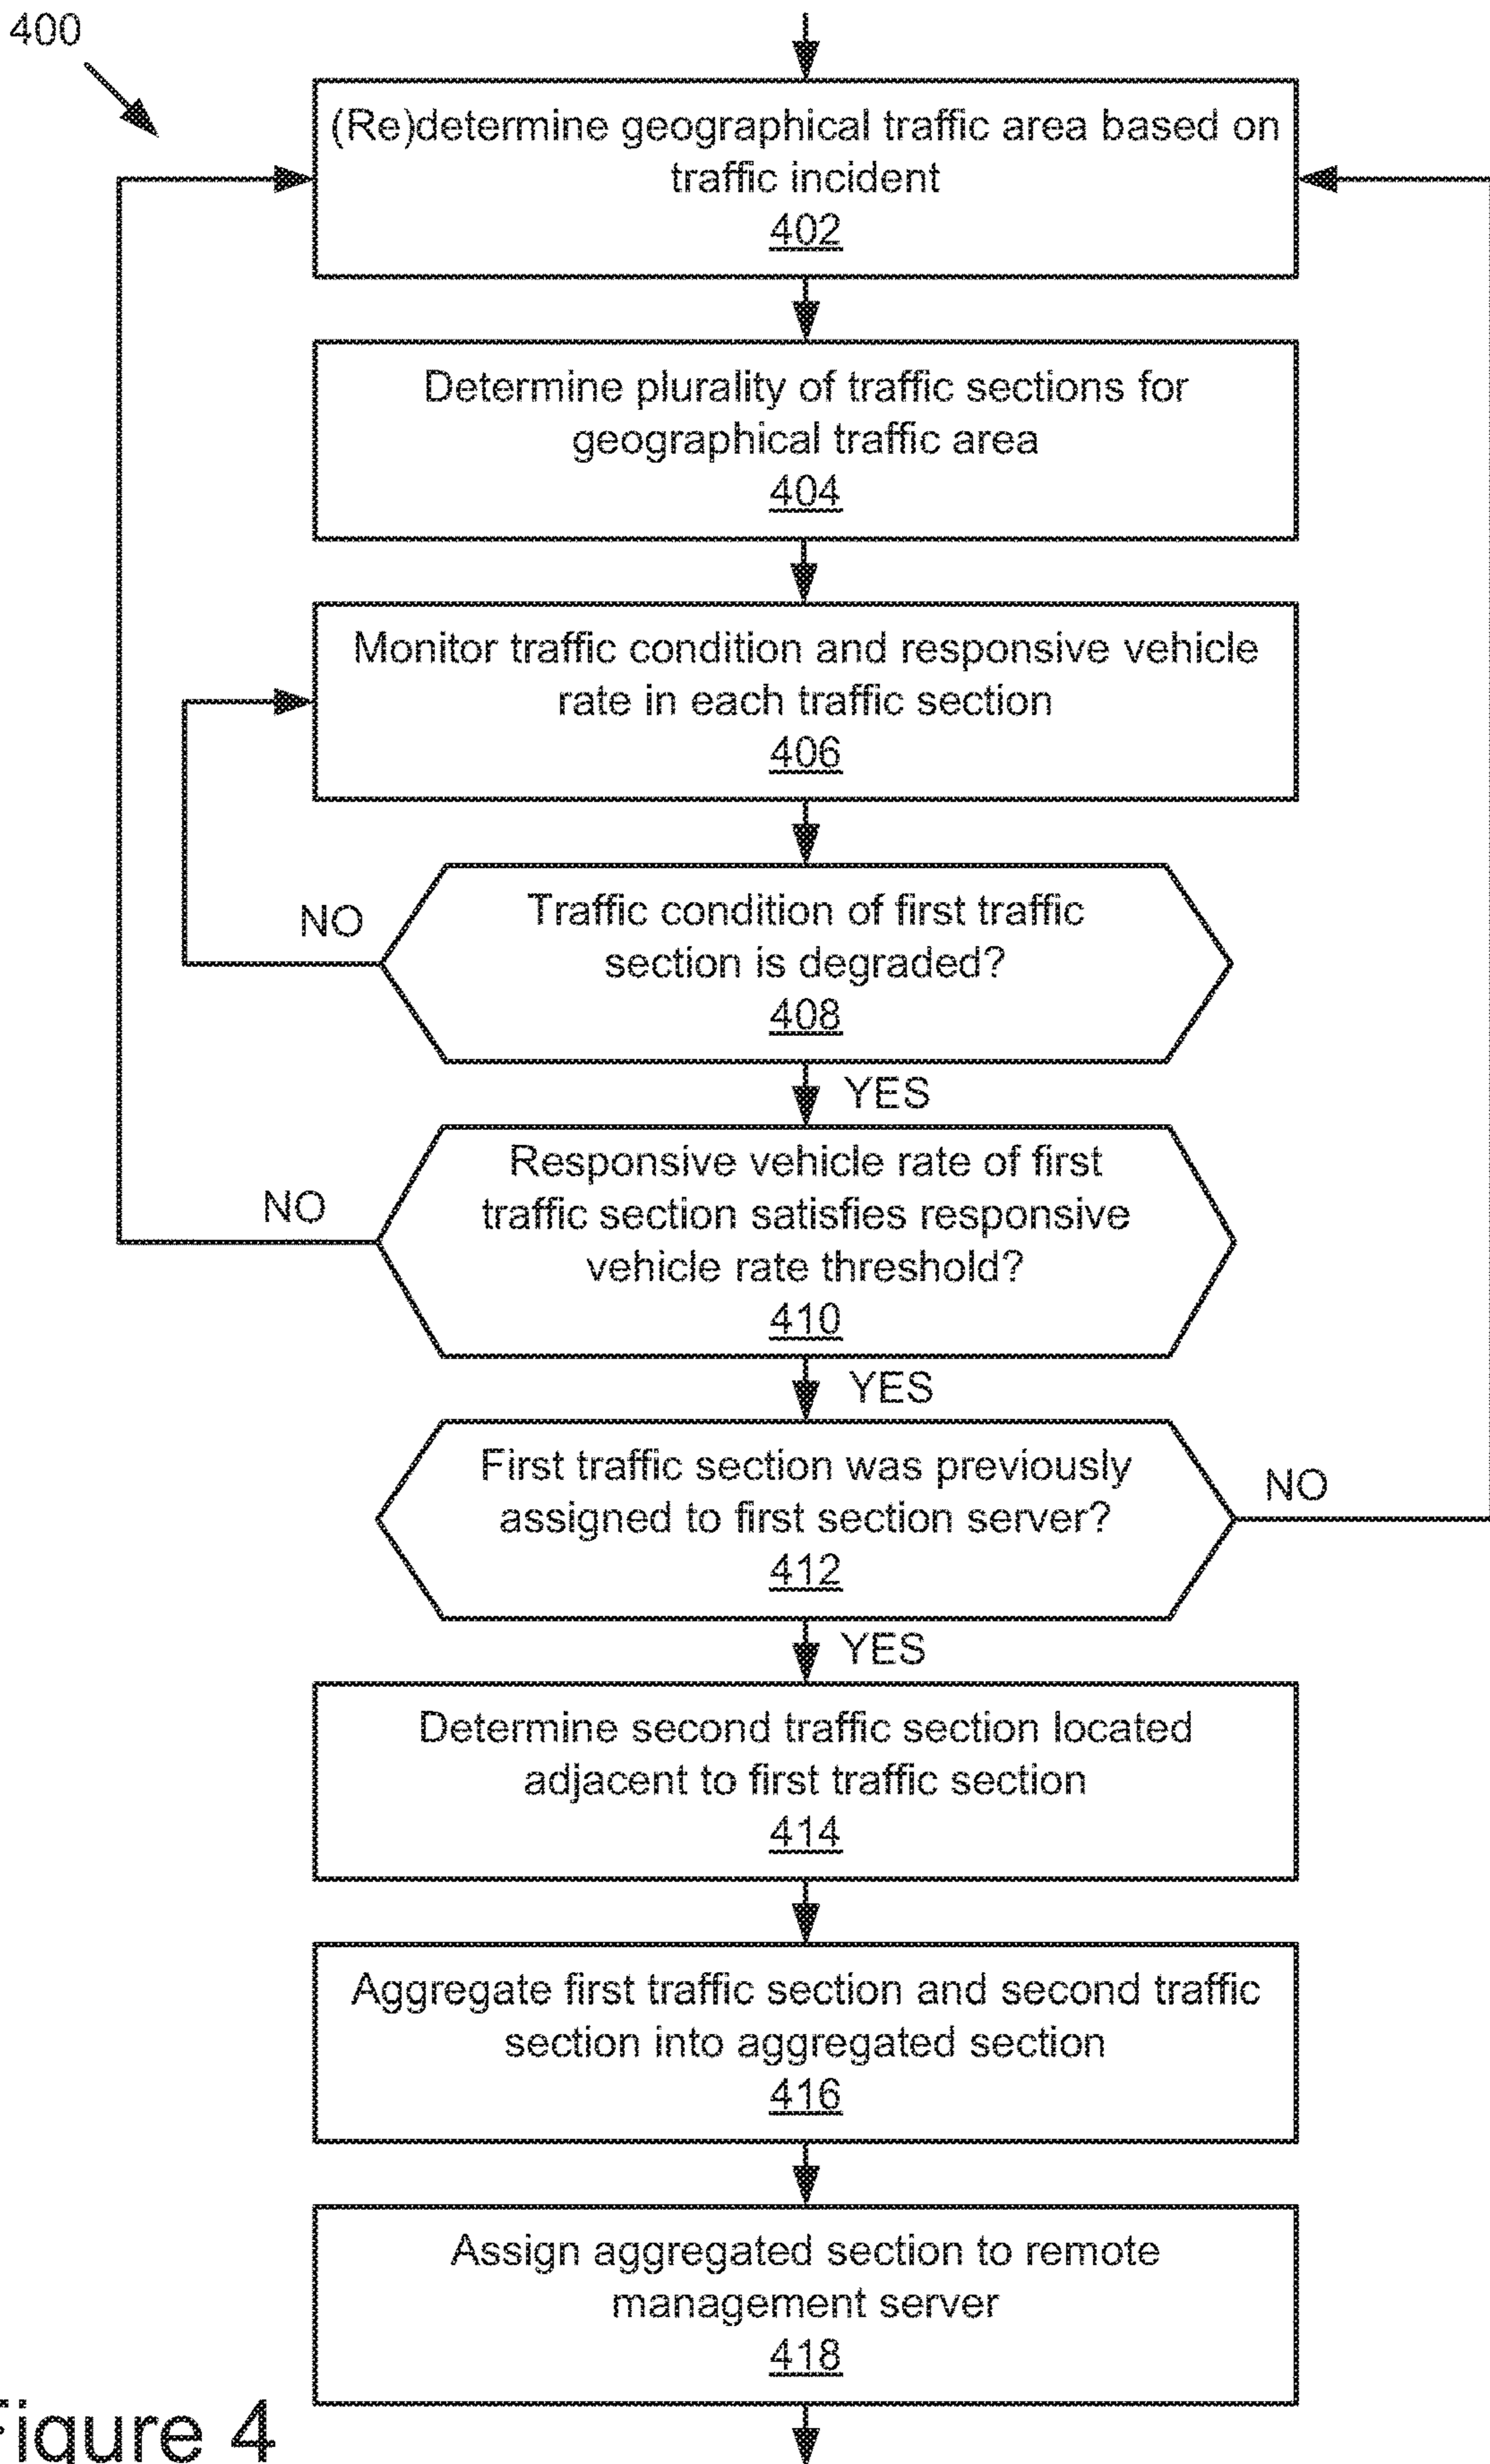 400
(Re)determine geographical traffic area based on
traffic incident
402
Determine plurality of traffic sections for
geographical traffic area
404
Monitor traffic condition and responsive vehicle
rate in each traffic section
406
NO
Traffic condition of first traffic
section is degraded?
408
YES
NO
Responsive vehicle rate of first
traffic section satisfies responsive
vehicle rate threshold?
410
YES
First traffic section was previously
assigned to first section server?
412
NO
YES
Determine second traffic section located
adjacent to first traffic section
414
Aggregate first traffic section and second traffic
section into aggregated section
416
Assign aggregated section to remote
management server
418
Figure 4